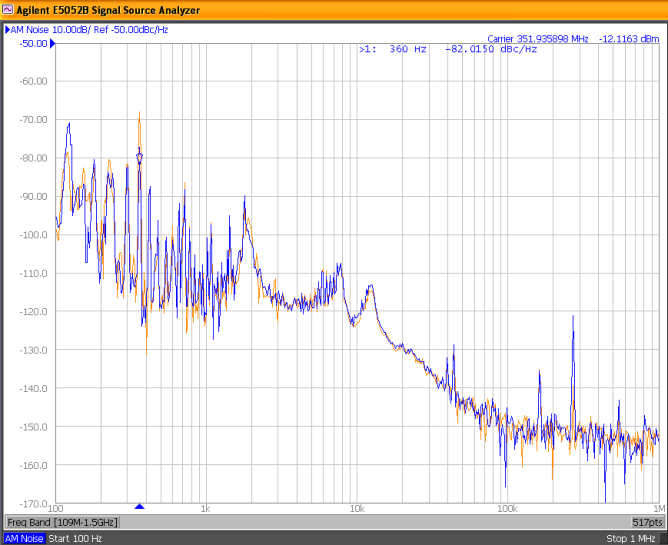 Agilent E5052B Signal Source Analyzer
AM Noise 10.00dB/ Ref -50.00dBc/Hz
Carrier 351.935898 MHz -12.1163 dBm
>1: 360 Hz -82.0150 dBc/Hz
-50.00
-60.00
-70.00
-80.00
-90.00
-100.0
-110.0
-120.0
-130.0
-140.0
-150.0
-160.0
-170.0
100 1k 10k 100k 1M
Freq Band [109M-1.5GHz] 517pts
AM Noise Start 100 Hz Stop 1 MHz